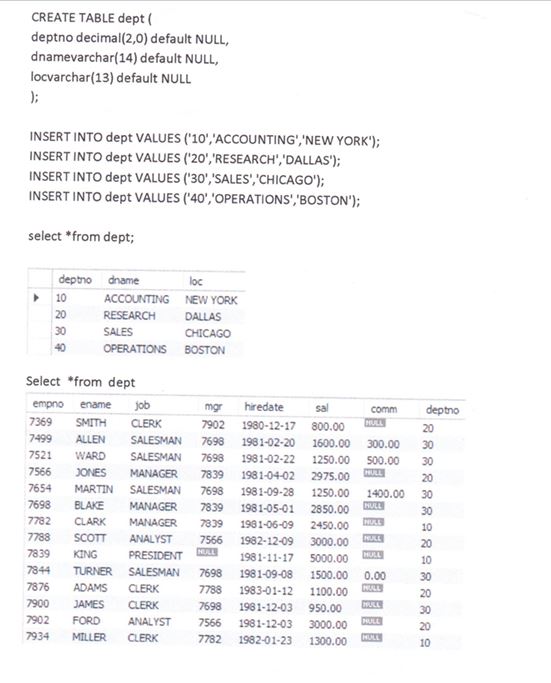 CREATE TABLE dept (
deptno decimal(2,0) default NULL,
dnamevarchar(14) default NULL,
locvarchar(13) default NULL
);
INSERT INTO dept VALUES ('10','ACCOUNTING','NEW YORK');
INSERT INTO dept VALUES ('20','RESEARCH','DALLAS');
INSERT INTO dept VALUES ('30','SALES','CHICAGO');
INSERT INTO dept VALUES ('40','OPERATIONS','BOSTON');
select *from dept;
deptno dname loc
10 ACCOUNTING NEW YORK
20 RESEARCH DALLAS
30 SALES CHICAGO
40 OPERATIONS BOSTON
Select *from dept
empno ename job mgr hiredate sal comm deptno
7369 SMITH CLERK 7902 1980-12-17 800.00 NULL 20
7499 ALLEN SALESMAN 7698 1981-02-20 1600.00 300.00 30
7521 WARD SALESMAN 7698 1981-02-22 1250.00 500.00 30
7566 JONES MANAGER 7839 1981-04-02 2975.00 NULL 20
7654 MARTIN SALESMAN 7698 1981-09-28 1250.00 1400.00 30
7698 BLAKE MANAGER 7839 1981-05-01 2850.00 NULL 30
7782 CLARK MANAGER 7839 1981-06-09 2450.00 NULL 10
7788 SCOTT ANALYST 7566 1982-12-09 3000.00 NULL 20
7839 KING PRESIDENT NULL 1981-11-17 5000.00 NULL 10
7844 TURNER SALESMAN 7698 1981-09-08 1500.00 0.00 30
7876 ADAMS CLERK 7788 1983-01-12 1100.00 NULL 20
7900 JAMES CLERK 7698 1981-12-03 950.00 NULL 30
7902 FORD ANALYST 7566 1981-12-03 3000.00 NULL 20
7934 MILLER CLERK 7782 1982-01-23 1300.00 NULL 10